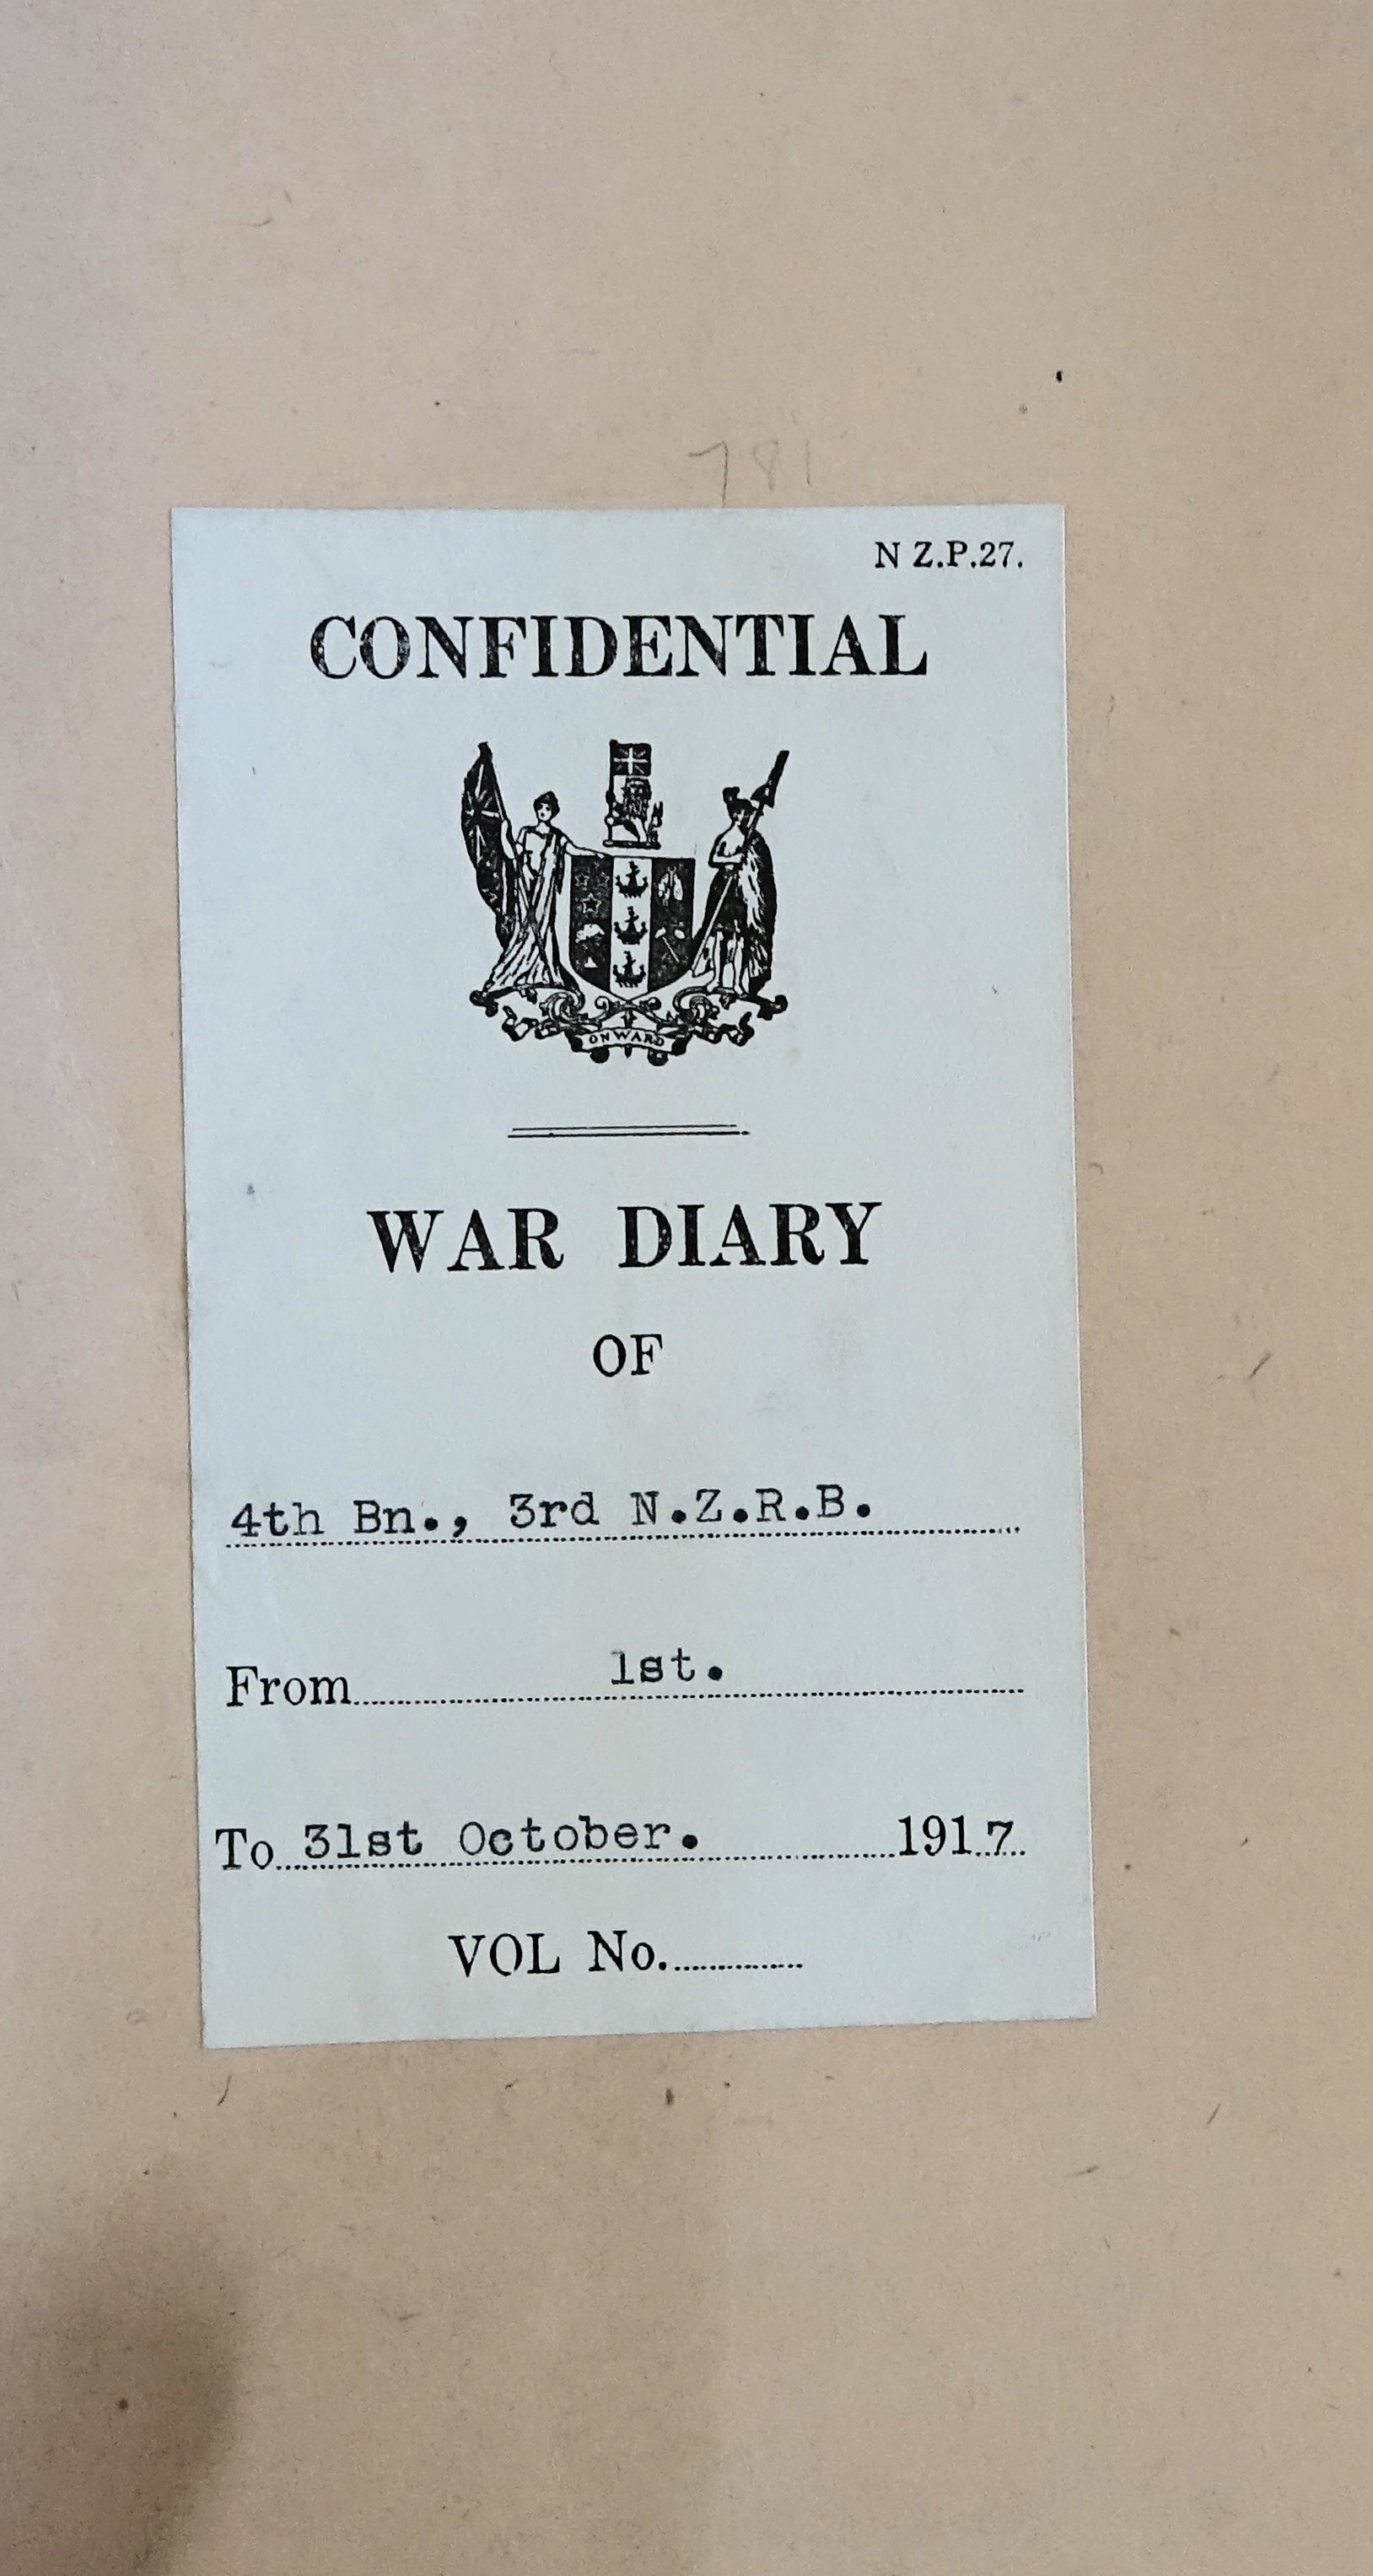 781
N Z.P.27.
CONFIDENTIAL
ONWARD
WAR DIARY
OF
4th Bn., 3rd N.Z.R.B.
From 1st.
To 31st October. 1917
VOL No.